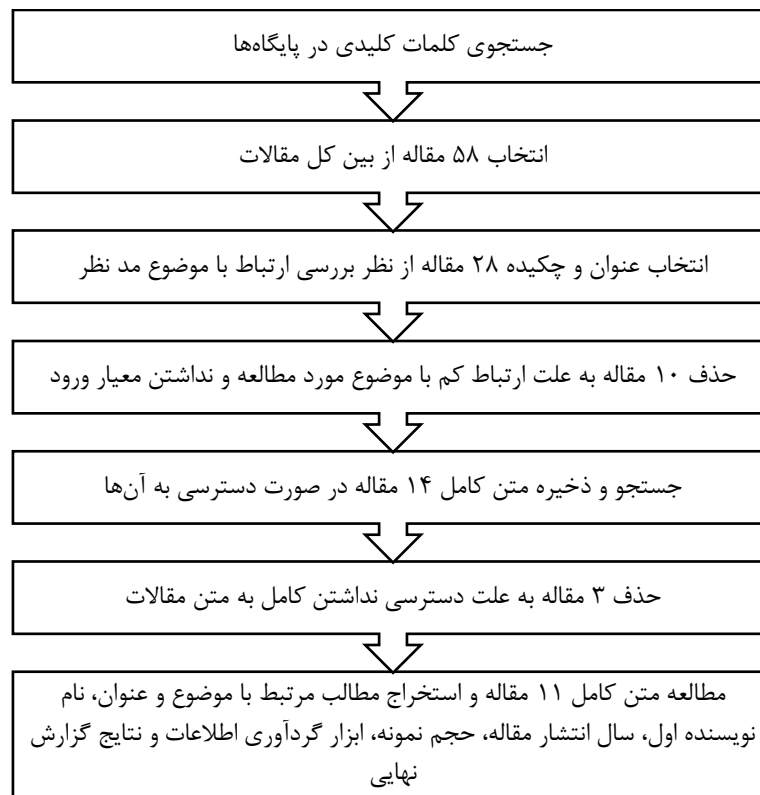 جستجوی کلمات کلیدی در پایگاه‌ها
انتخاب ۵۸ مقاله از بین کل مقالات
انتخاب عنوان و چکیده ۲۸ مقاله از نظر بررسی ارتباط با موضوع مد نظر
حذف ۱۰ مقاله به علت ارتباط کم با موضوع مورد مطالعه و نداشتن معیار ورود
جستجو و ذخیره متن کامل ۱۴ مقاله در صورت دسترسی به آن‌ها
حذف ۳ مقاله به علت دسترسی نداشتن کامل به متن مقالات
مطالعه متن کامل ۱۱ مقاله و استخراج مطالب مرتبط با موضوع و عنوان، نام
نویسنده اول، سال انتشار مقاله، حجم نمونه، ابزار گردآوری اطلاعات و نتایج گزارش
نهایی